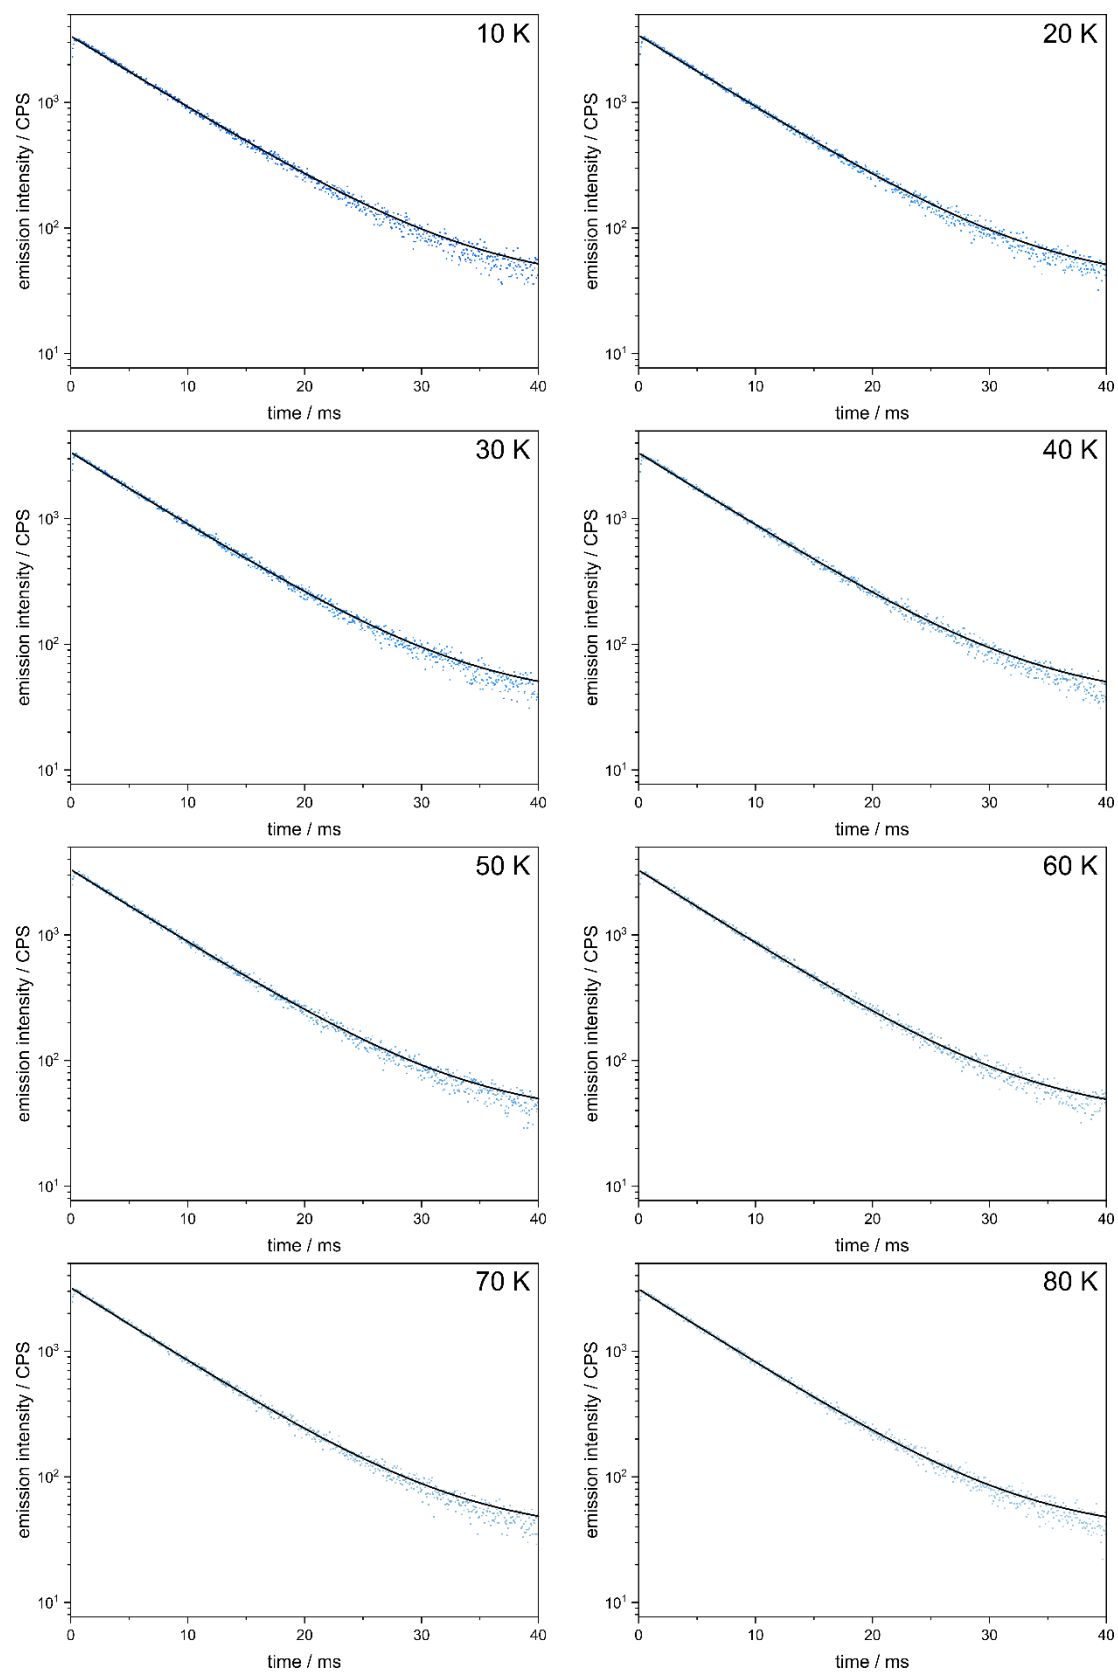 10 K
20 K
emission intensity / CPS
10³
10²
10¹
0 10 20 30 40
time / ms
emission intensity / CPS
10³
10²
10¹
0 10 20 30 40
time / ms
30 K
40 K
emission intensity / CPS
10³
10²
10¹
0 10 20 30 40
time / ms
emission intensity / CPS
10³
10²
10¹
0 10 20 30 40
time / ms
50 K
60 K
emission intensity / CPS
10³
10²
10¹
0 10 20 30 40
time / ms
emission intensity / CPS
10³
10²
10¹
0 10 20 30 40
time / ms
70 K
80 K
emission intensity / CPS
10³
10²
10¹
0 10 20 30 40
time / ms
emission intensity / CPS
10³
10²
10¹
0 10 20 30 40
time / ms